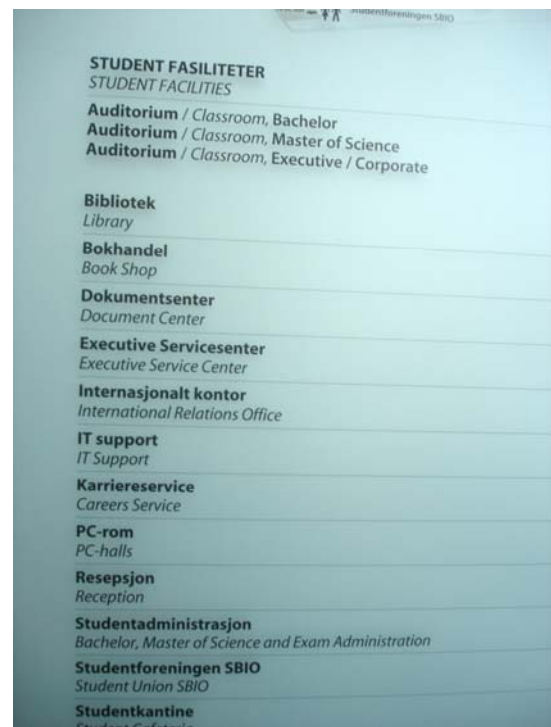 Studentforeningen SBIO
STUDENT FASILITETER
STUDENT FACILITIES
Auditorium / Classroom, Bachelor
Auditorium / Classroom, Master of Science
Auditorium / Classroom, Executive / Corporate
Bibliotek
Library
Bokhandel
Book Shop
Dokumentsenter
Document Center
Executive Servicesenter
Executive Service Center
Internasjonalt kontor
International Relations Office
IT support
IT Support
Karriereservice
Careers Service
PC-rom
PC-halls
Resepsjon
Reception
Studentadministrasjon
Bachelor, Master of Science and Exam Administration
Studentforeningen SBIO
Student Union SBIO
Studentkantine
Student Cafeteria